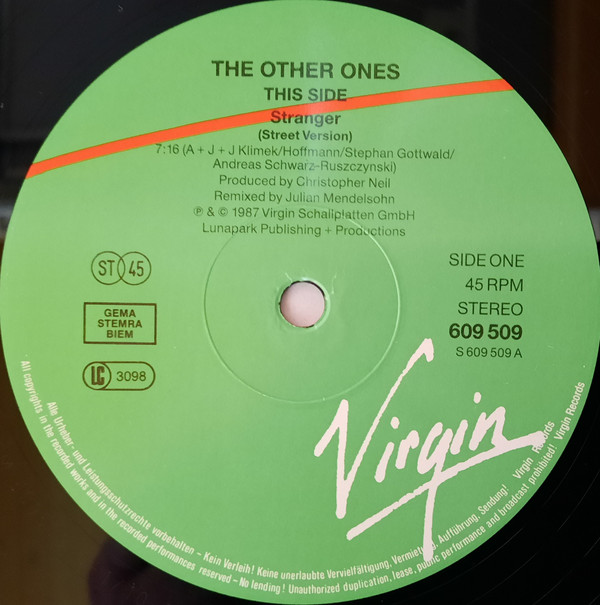 THE OTHER ONES
THIS SIDE
Stranger
(Street Version)
7:16 (A + J + J Klimek/Hoffmann/Stephan Gottwald/
Andreas Schwarz-Ruszczynski)
Produced by Christopher Neil
Remixed by Julian Mendelsohn
℗ & © 1987 Virgin Schallplatten GmbH
Lunapark Publishing + Productions
ST 45
GEMA
STEMRA
BIEM
LC 3098
SIDE ONE
45 RPM
STEREO
609 509
S 609 509 A
Virgin
Alle Urheber- und Leistungsschutzrechte vorbehalten – Kein Verleih! Keine unerlaubte Vervielfältigung, Vermietung, Aufführung, Sendung! Virgin Records
All copyrights in the recorded works and in the recorded performances reserved – No lending! Unauthorized duplication, lease, public performance and broadcast prohibited! Virgin Records